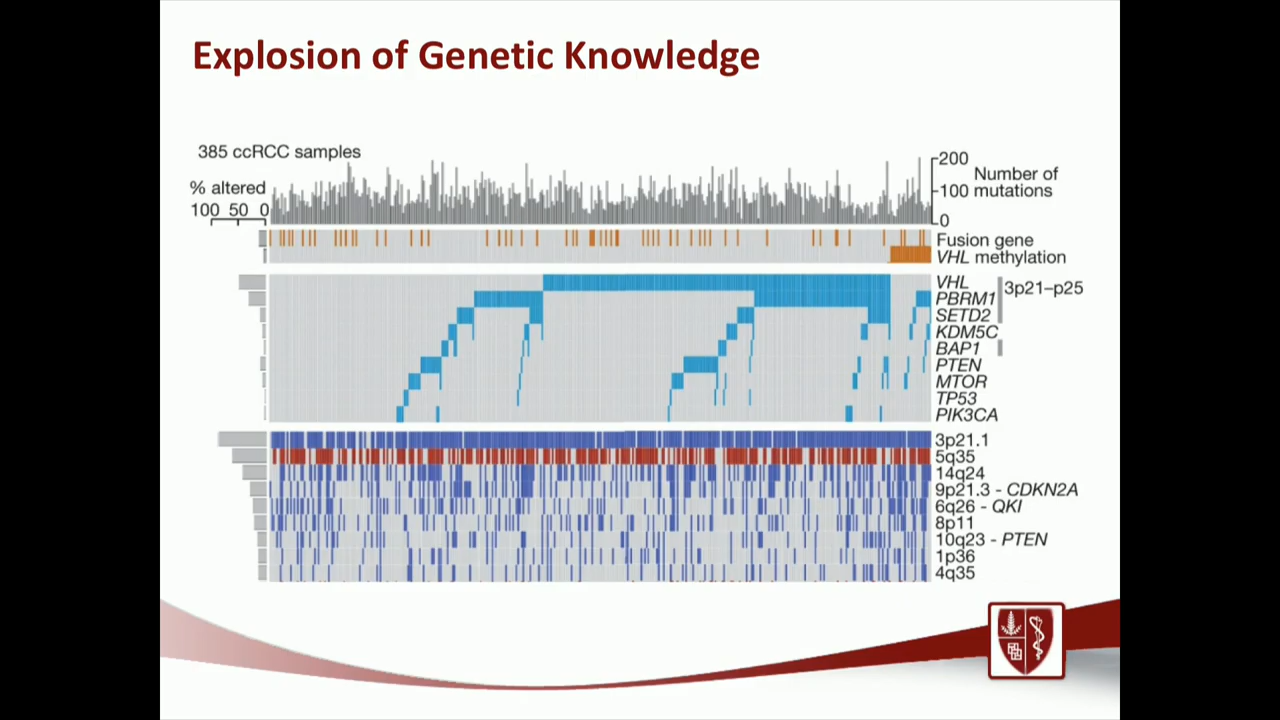 Explosion of Genetic Knowledge
385 ccRCC samples
% altered
100 50 0
200
100
0
Number of
mutations
Fusion gene
VHL methylation
VHL
PBRM1
SETD2
KDM5C
BAP1
PTEN
MTOR
TP53
PIK3CA
3p21–p25
3p21.1
5q35
14q24
9p21.3 - CDKN2A
6q26 - QKI
8p11
10q23 - PTEN
1p36
4q35